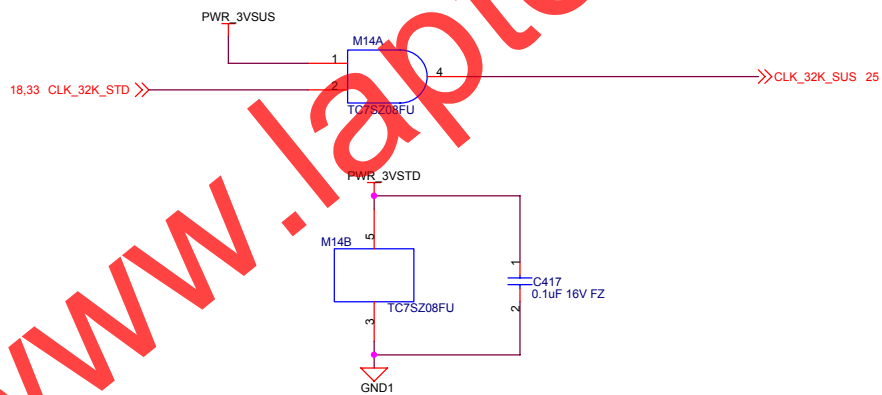 PWR_3VSUS
M14A
1
2
4
18,33 CLK_32K_STD
CLK_32K_SUS 25
TC7SZ08FU
www.lapt
PWR_3VSTD
5
M14B
TC7SZ08FU
3
1
C417
0.1uF 16V FZ
2
GND1